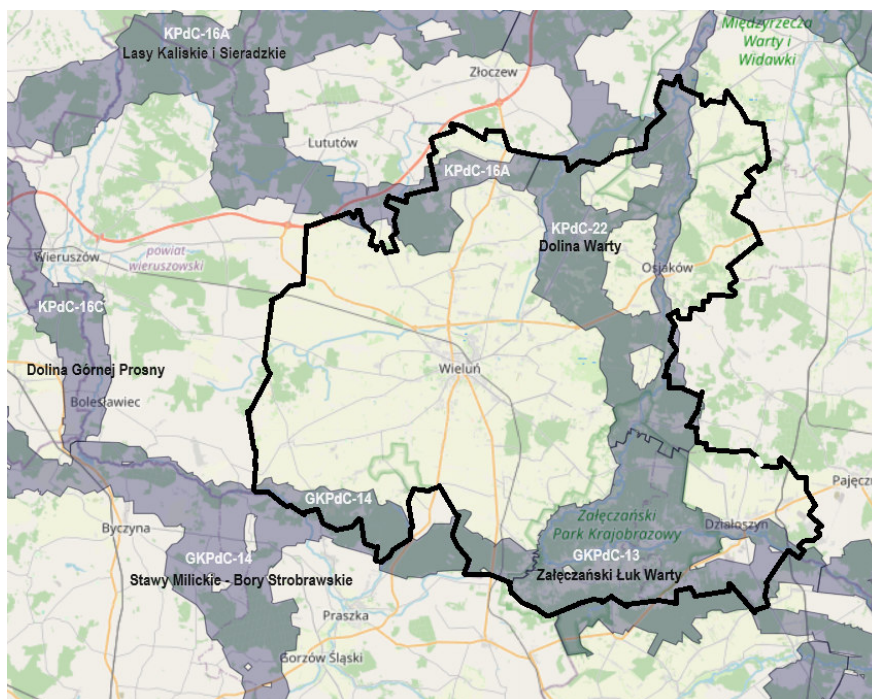 KPdC-16A
Lasy Kaliskie i Sieradzkie
Międzyrzecza
Warty i
Widawki
Złoczew
Lututów
KPdC-16A
KPdC-22
Dolina Warty
Wieruszów
powiat
wieruszowski
Osjaków
KPdC-16C
Dolina Górnej Prosny
Bolesławiec
Wieluń
GKPdC-14
Pajęczn
Byczyna
Załęczański
Park Krajobrazowy
Działoszyn
GKPdC-14
Stawy Milickie - Bory Strobrawskie
GKPdC-13
Załęczański Łuk Warty
Praszka
Gorzów Śląski